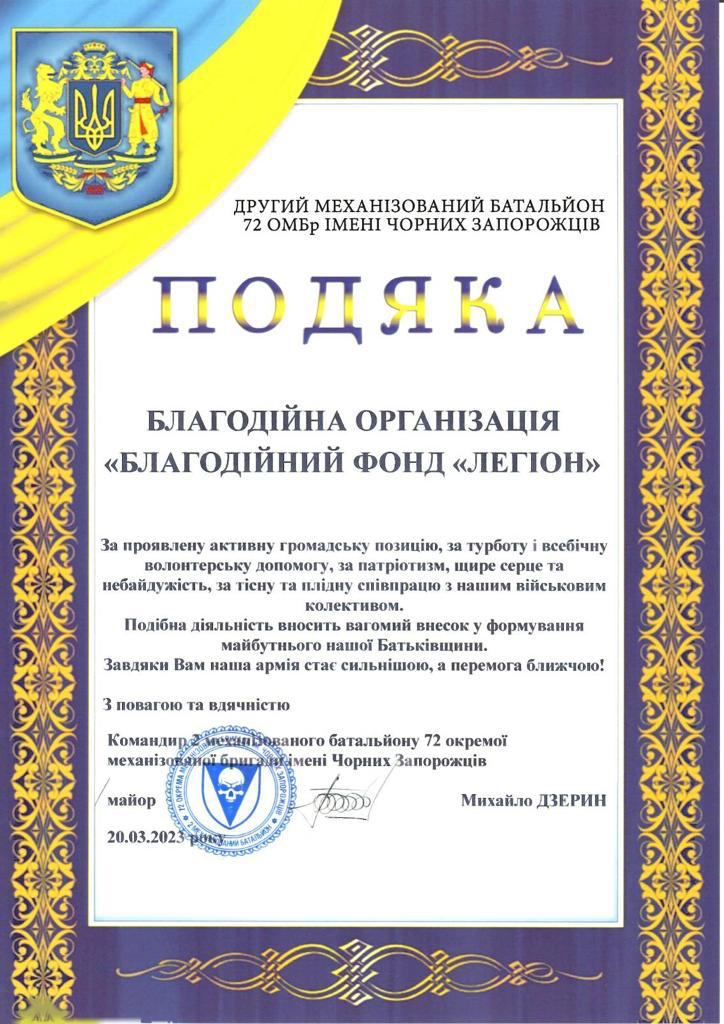 ДРУГИЙ МЕХАНІЗОВАНИЙ БАТАЛЬЙОН
72 ОМБр ІМЕНІ ЧОРНИХ ЗАПОРОЖЦІВ
ПОДЯКА
БЛАГОДІЙНА ОРГАНІЗАЦІЯ
«БЛАГОДІЙНИЙ ФОНД «ЛЕГІОН»
За проявлену активну громадську позицію, за турботу і всебічну
волонтерську допомогу, за патріотизм, щире серце та
небайдужість, за тісну та плідну співпрацю з нашим військовим
колективом.
Подібна діяльність вносить вагомий внесок у формування
майбутнього нашої Батьківщини.
Завдяки Вам наша армія стає сильнішою, а перемога ближчою!
З повагою та вдячністю
Командир 2 механізованого батальйону 72 окремої
механізованої бригади імені Чорних Запорожців
майор Михайло ДЗЕРИН
20.03.2023 року